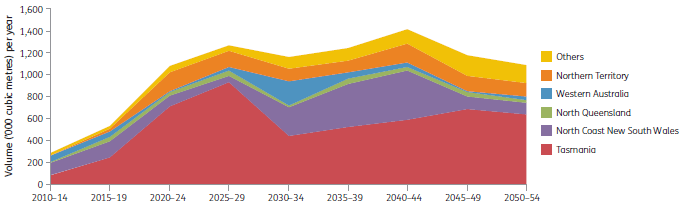 Volume ('000 cubic metres) per year
1,600
1,400
1,200
1,000
800
600
400
200
0
2010–14 2015–19 2020–24 2025–29 2030–34 2035–39 2040–44 2045–49 2050–54
Others
Northern Territory
Western Australia
North Queensland
North Coast New South Wales
Tasmania